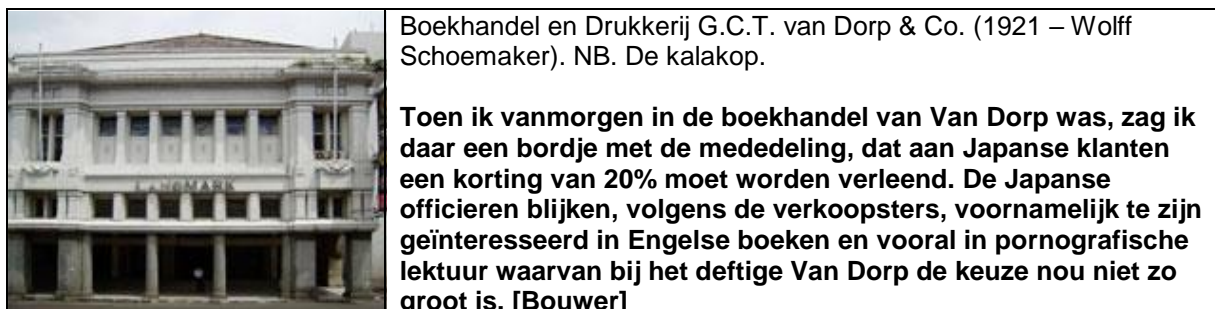 Boekhandel en Drukkerij G.C.T. van Dorp & Co. (1921 – Wolff
Schoemaker). NB. De kalakop.
Toen ik vanmorgen in de boekhandel van Van Dorp was, zag ik
daar een bordje met de mededeling, dat aan Japanse klanten
een korting van 20% moet worden verleend. De Japanse
officieren blijken, volgens de verkoopsters, voornamelijk te zijn
geïnteresseerd in Engelse boeken en vooral in pornografische
lektuur waarvan bij het deftige Van Dorp de keuze nou niet zo
groot is. [Bouwer]
LANDMARK